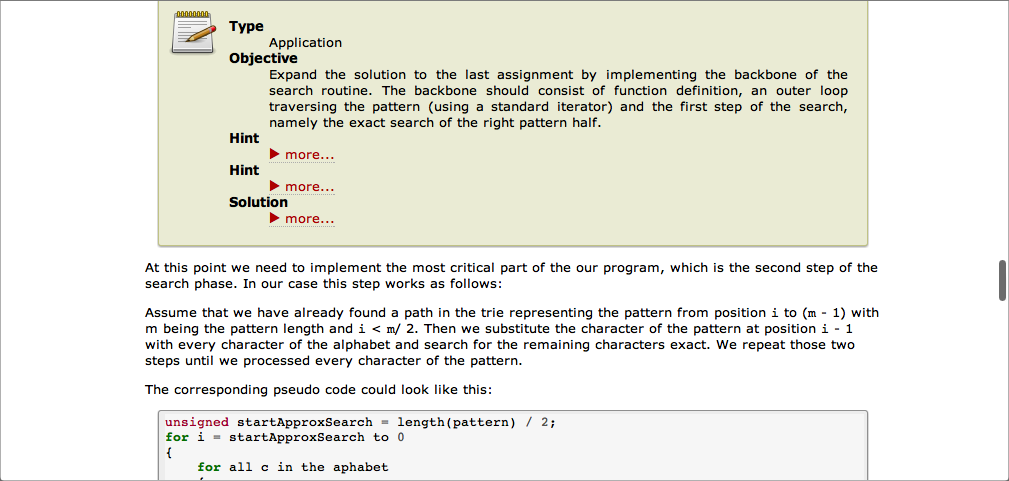 Type
Application
Objective
Expand the solution to the last assignment by implementing the backbone of the
search routine. The backbone should consist of function definition, an outer loop
traversing the pattern (using a standard iterator) and the first step of the search,
namely the exact search of the right pattern half.
Hint
more...
Hint
more...
Solution
more...
At this point we need to implement the most critical part of the our program, which is the second step of the
search phase. In our case this step works as follows:
Assume that we have already found a path in the trie representing the pattern from position i to (m - 1) with
m being the pattern length and i < m/ 2. Then we substitute the character of the pattern at position i - 1
with every character of the alphabet and search for the remaining characters exact. We repeat those two
steps until we processed every character of the pattern.
The corresponding pseudo code could look like this:
unsigned startApproxSearch = length(pattern) / 2;
for i = startApproxSearch to 0
{
for all c in the aphabet